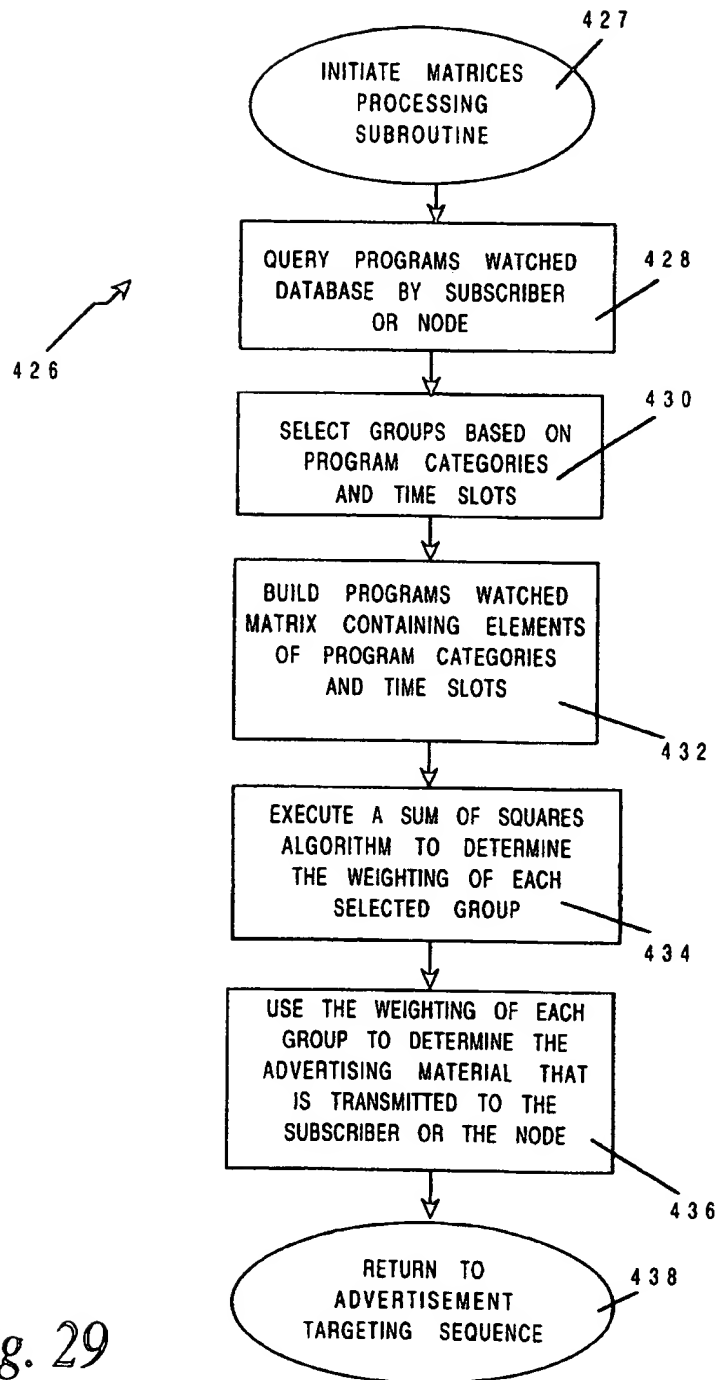 427
INITIATE MATRICES
PROCESSING
SUBROUTINE
QUERY PROGRAMS WATCHED
DATABASE BY SUBSCRIBER
OR NODE
428
426
430
SELECT GROUPS BASED ON
PROGRAM CATEGORIES
AND TIME SLOTS
BUILD PROGRAMS WATCHED
MATRIX CONTAINING ELEMENTS
OF PROGRAM CATEGORIES
AND TIME SLOTS
432
EXECUTE A SUM OF SQUARES
ALGORITHM TO DETERMINE
THE WEIGHTING OF EACH
SELECTED GROUP
434
USE THE WEIGHTING OF EACH
GROUP TO DETERMINE THE
ADVERTISING MATERIAL THAT
IS TRANSMITTED TO THE
SUBSCRIBER OR THE NODE
436
RETURN TO
ADVERTISEMENT
TARGETING SEQUENCE
438
g. 29